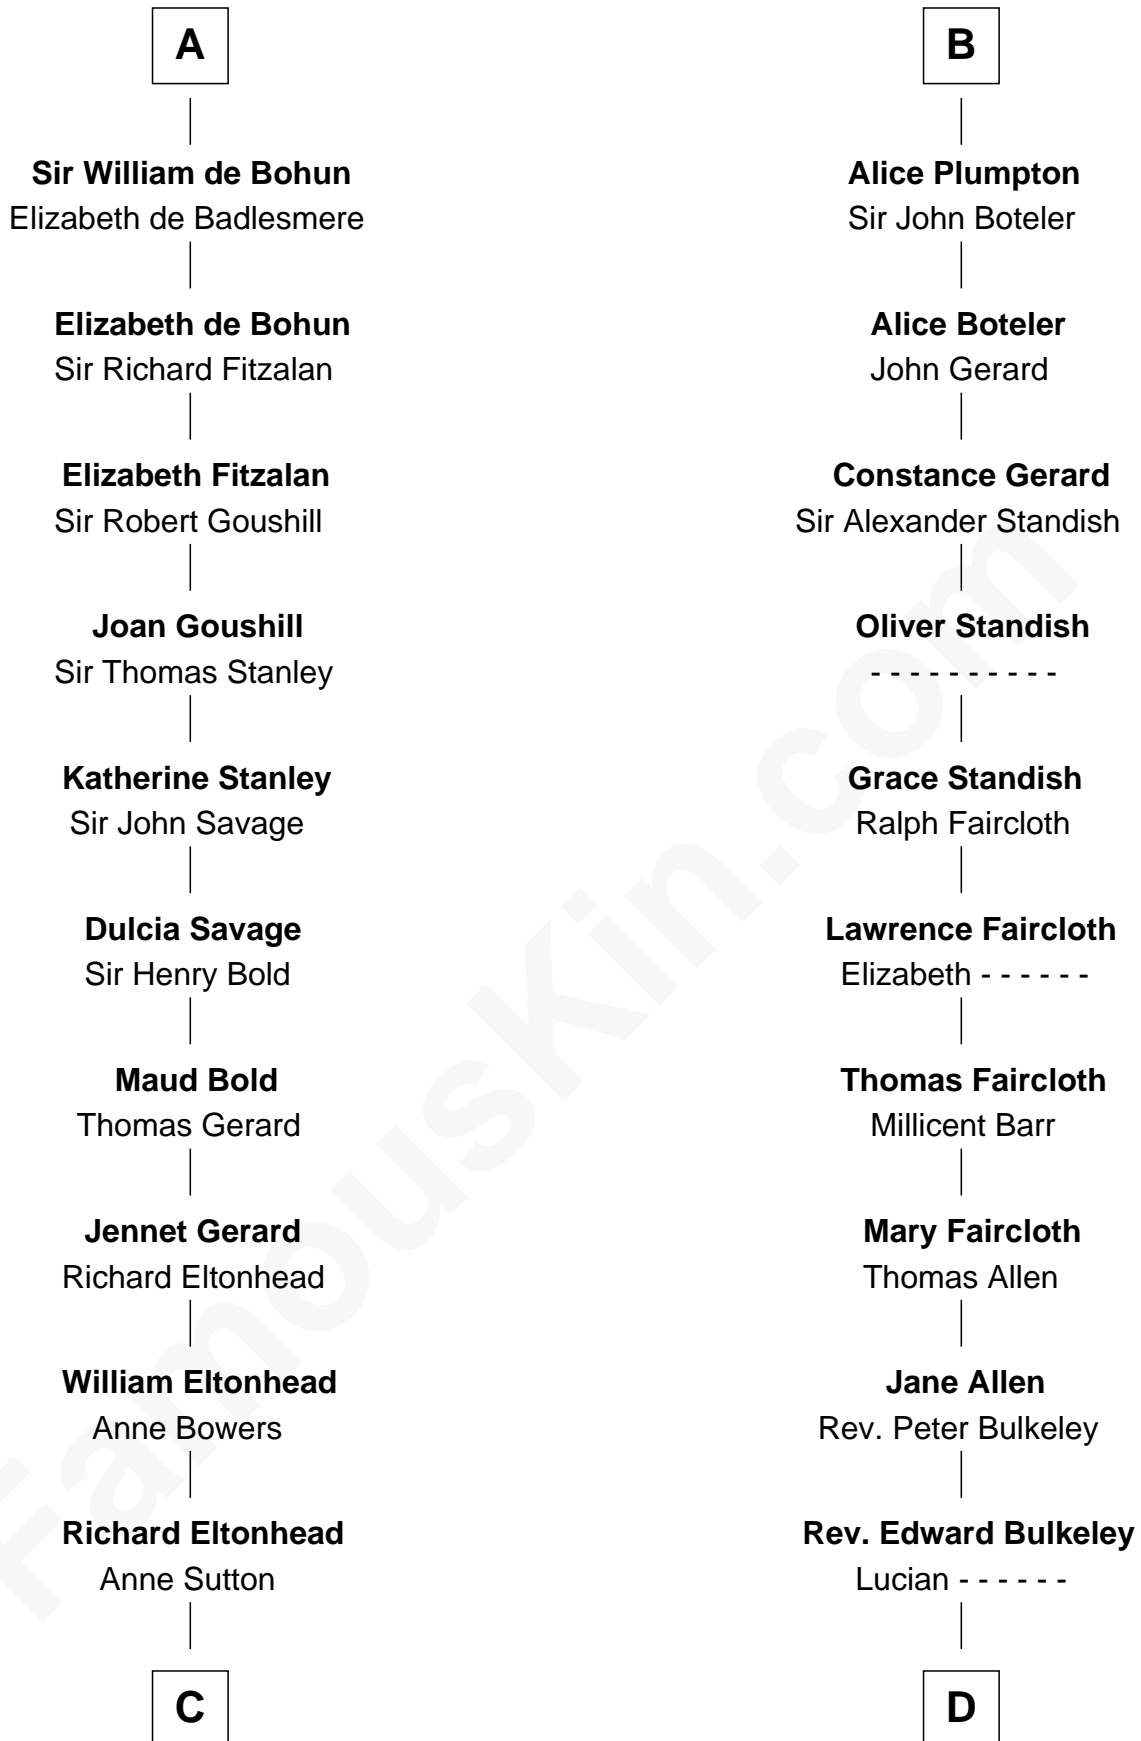 A
Sir William de Bohun
Elizabeth de Badlesmere
Elizabeth de Bohun
Sir Richard Fitzalan
Elizabeth Fitzalan
Sir Robert Goushill
Joan Goushill
Sir Thomas Stanley
Katherine Stanley
Sir John Savage
Dulcia Savage
Sir Henry Bold
Maud Bold
Thomas Gerard
Jennet Gerard
Richard Eltonhead
William Eltonhead
Anne Bowers
Richard Eltonhead
Anne Sutton
C
B
Alice Plumpton
Sir John Boteler
Alice Boteler
John Gerard
Constance Gerard
Sir Alexander Standish
Oliver Standish
- - - - - - - - - -
Grace Standish
Ralph Faircloth
Lawrence Faircloth
Elizabeth - - - - - -
Thomas Faircloth
Millicent Barr
Mary Faircloth
Thomas Allen
Jane Allen
Rev. Peter Bulkeley
Rev. Edward Bulkeley
Lucian - - - - - -
D
FamousKin.com